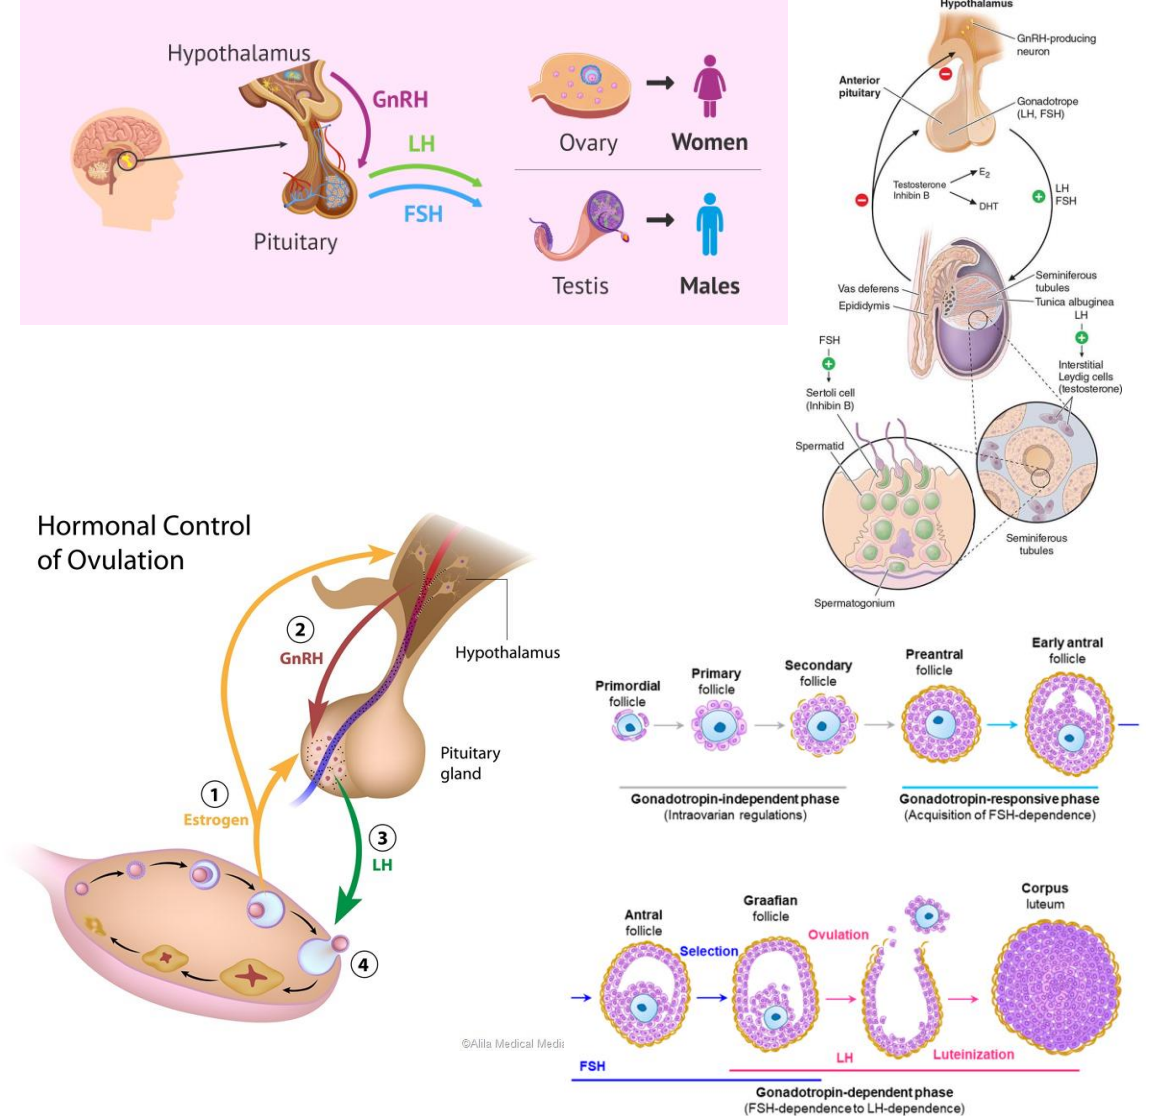 Hypothalamus
GnRH
LH
FSH
Pituitary
Ovary
Women
Testis
Males
Hypothalamus
GnRH-producing
neuron
Anterior
pituitary
Gonadotrope
(LH, FSH)
Testosterone
Inhibin B
E2
DHT
LH
FSH
Vas deferens
Epididymis
Seminiferous
tubules
Tunica albuginea
LH
Interstitial
Leydig cells
(testosterone)
FSH
Sertoli cell
(Inhibin B)
Spermatid
Seminiferous
tubules
Spermatogonium
Hormonal Control
of Ovulation
2
GnRH
Hypothalamus
Pituitary
gland
1
Estrogen
3
LH
4
©Alila Medical Media
Primordial
follicle
Primary
follicle
Secondary
follicle
Preantral
follicle
Early antral
follicle
Gonadotropin-independent phase
(Intraovarian regulations)
Gonadotropin-responsive phase
(Acquisition of FSH-dependence)
Antral
follicle
Selection
Graafian
follicle
Ovulation
Corpus
luteum
FSH
LH
Luteinization
Gonadotropin-dependent phase
(FSH-dependence to LH-dependence)